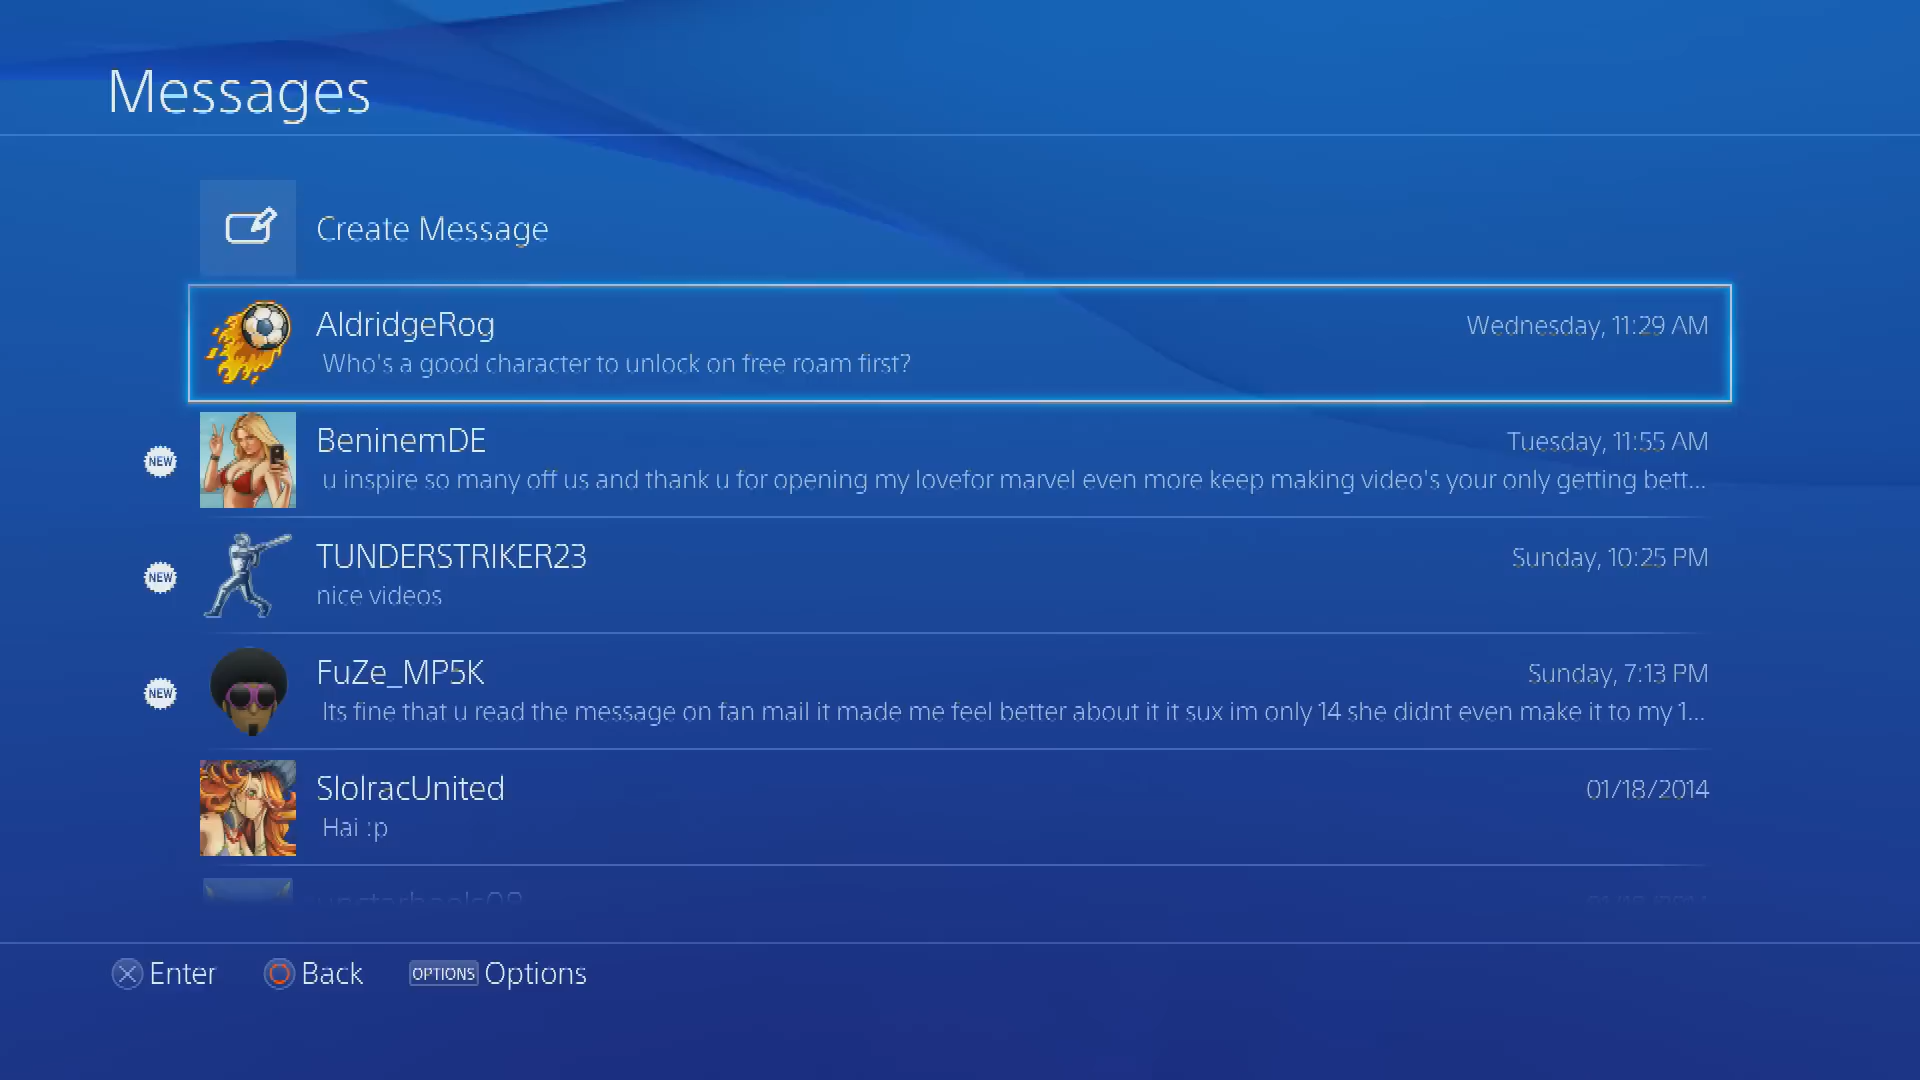 Messages
Create Message
AldridgeRog
Wednesday, 11:29 AM
Who's a good character to unlock on free roam first?
NEW
BeninemDE
Tuesday, 11:55 AM
u inspire so many off us and thank u for opening my lovefor marvel even more keep making video's your only getting bett...
NEW
TUNDERSTRIKER23
Sunday, 10:25 PM
nice videos
NEW
FuZe_MP5K
Sunday, 7:13 PM
Its fine that u read the message on fan mail it made me feel better about it it sux im only 14 she didnt even make it to my 1...
SlolracUnited
01/18/2014
Hai :p
Enter
Back
OPTIONS Options